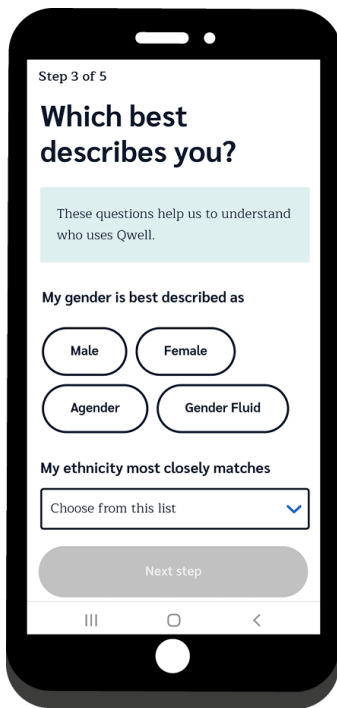 Step 3 of 5
Which best
describes you?
These questions help us to understand
who uses Qwell.
My gender is best described as
Male Female
Agender Gender Fluid
My ethnicity most closely matches
Choose from this list
Next step